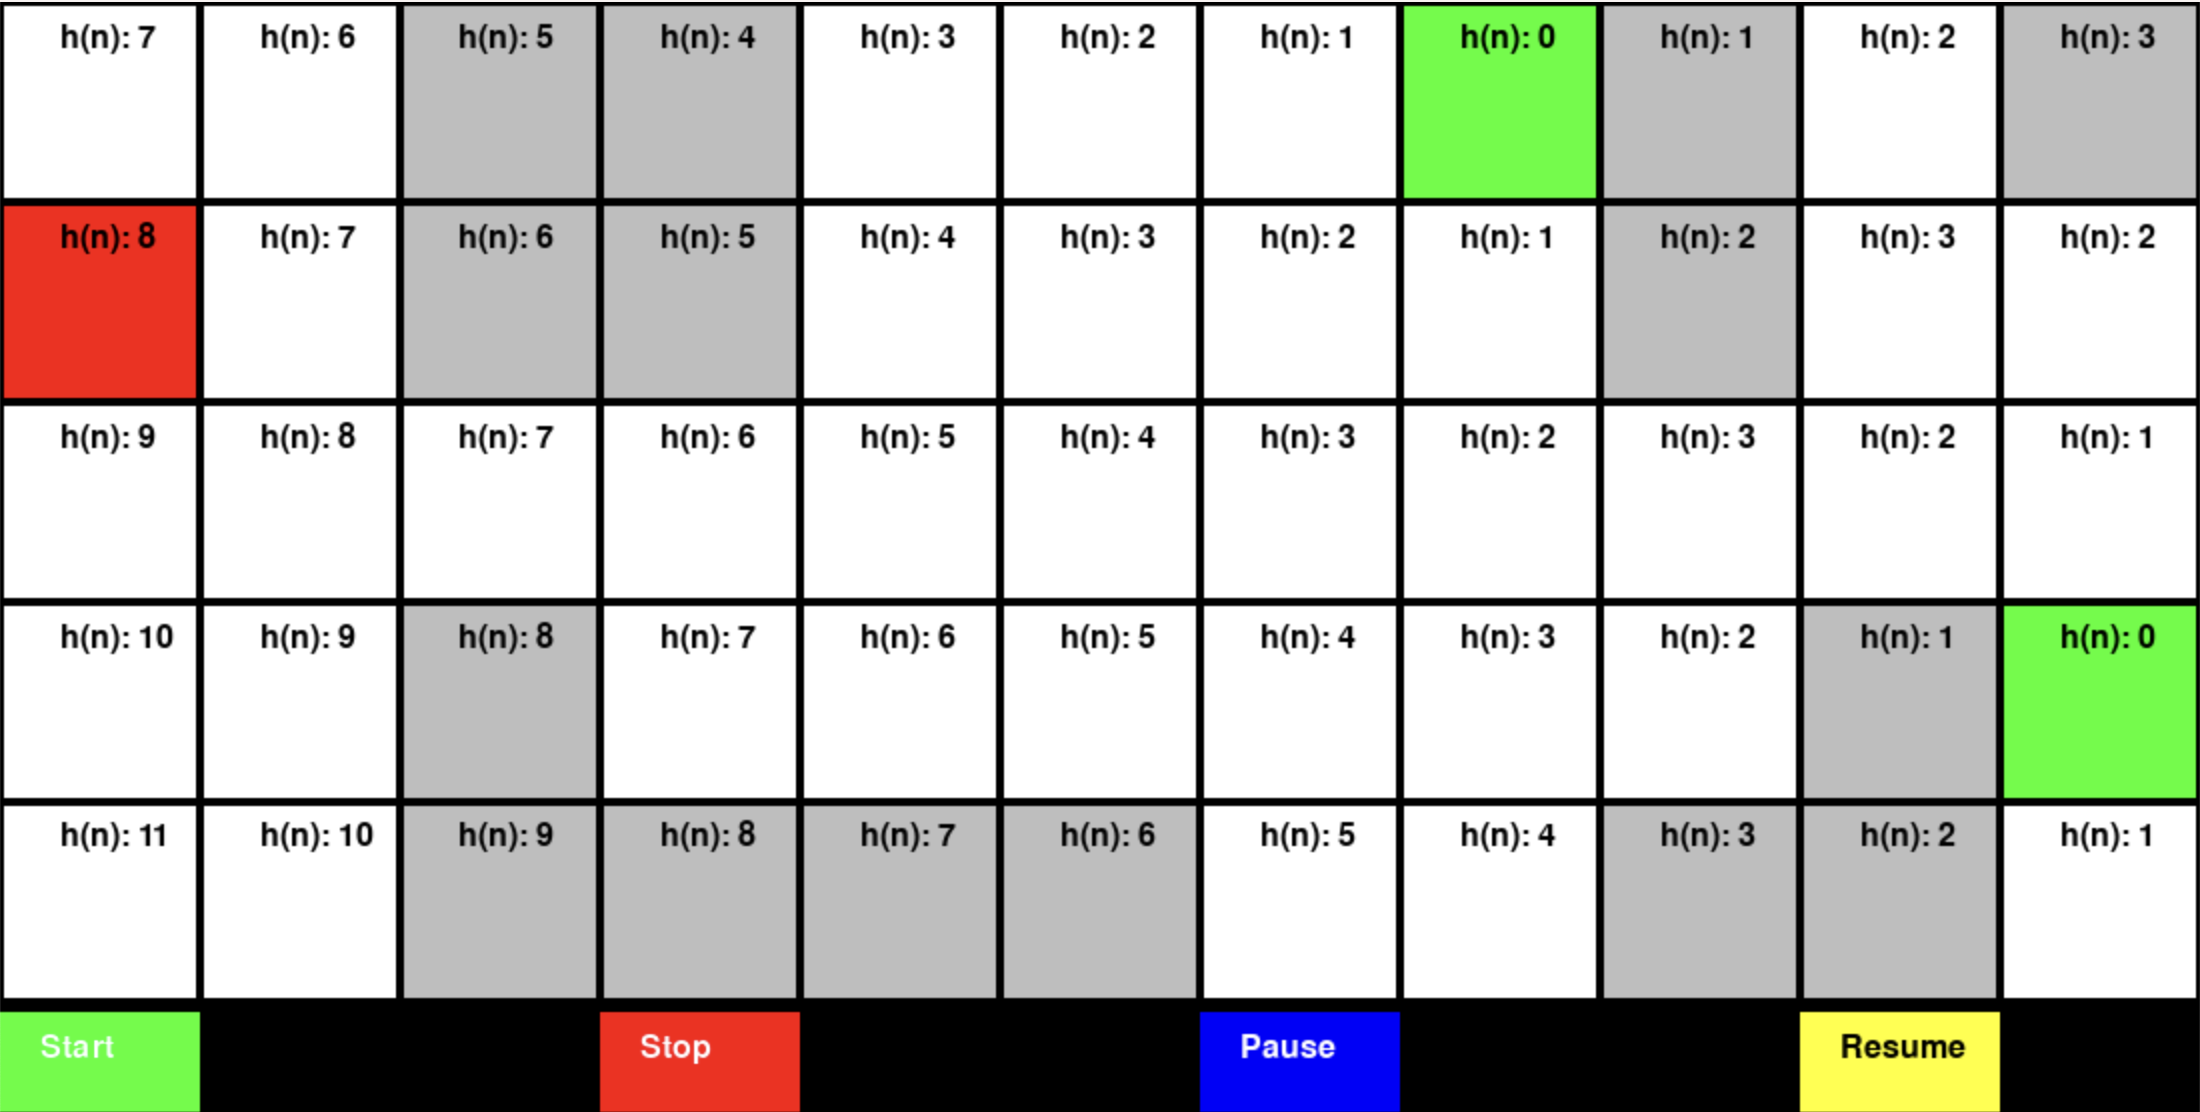 h(n): 7 h(n): 6 h(n): 5 h(n): 4 h(n): 3 h(n): 2 h(n): 1 h(n): 0 h(n): 1 h(n): 2 h(n): 3
h(n): 8 h(n): 7 h(n): 6 h(n): 5 h(n): 4 h(n): 3 h(n): 2 h(n): 1 h(n): 2 h(n): 3 h(n): 2
h(n): 9 h(n): 8 h(n): 7 h(n): 6 h(n): 5 h(n): 4 h(n): 3 h(n): 2 h(n): 3 h(n): 2 h(n): 1
h(n): 10 h(n): 9 h(n): 8 h(n): 7 h(n): 6 h(n): 5 h(n): 4 h(n): 3 h(n): 2 h(n): 1 h(n): 0
h(n): 11 h(n): 10 h(n): 9 h(n): 8 h(n): 7 h(n): 6 h(n): 5 h(n): 4 h(n): 3 h(n): 2 h(n): 1
Start Stop Pause Resume